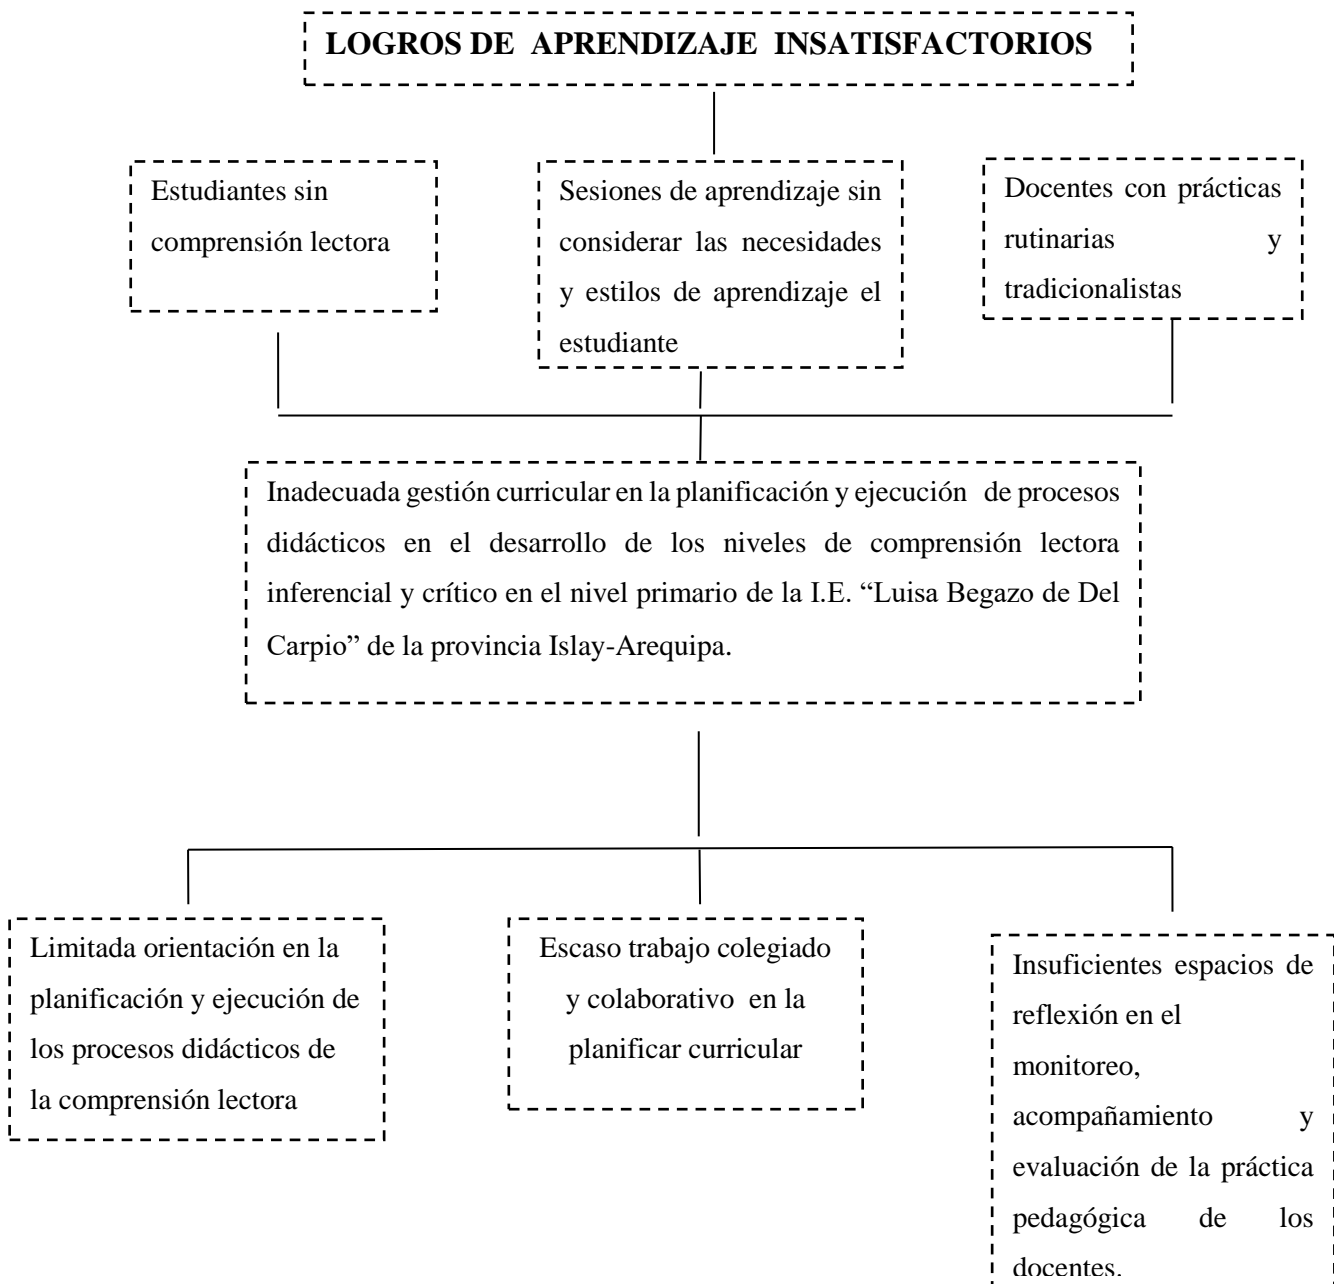 LOGROS DE APRENDIZAJE INSATISFACTORIOS
Estudiantes sin
comprensión lectora
Sesiones de aprendizaje sin
considerar las necesidades
y estilos de aprendizaje el
estudiante
Docentes con prácticas
rutinarias y
tradicionalistas
Inadecuada gestión curricular en la planificación y ejecución de procesos
didácticos en el desarrollo de los niveles de comprensión lectora
inferencial y crítico en el nivel primario de la I.E. “Luisa Begazo de Del
Carpio” de la provincia Islay-Arequipa.
Limitada orientación en la
planificación y ejecución de
los procesos didácticos de
la comprensión lectora
Escaso trabajo colegiado
y colaborativo en la
planificar curricular
Insuficientes espacios de
reflexión en el
monitoreo,
acompañamiento y
evaluación de la práctica
pedagógica de los
docentes.